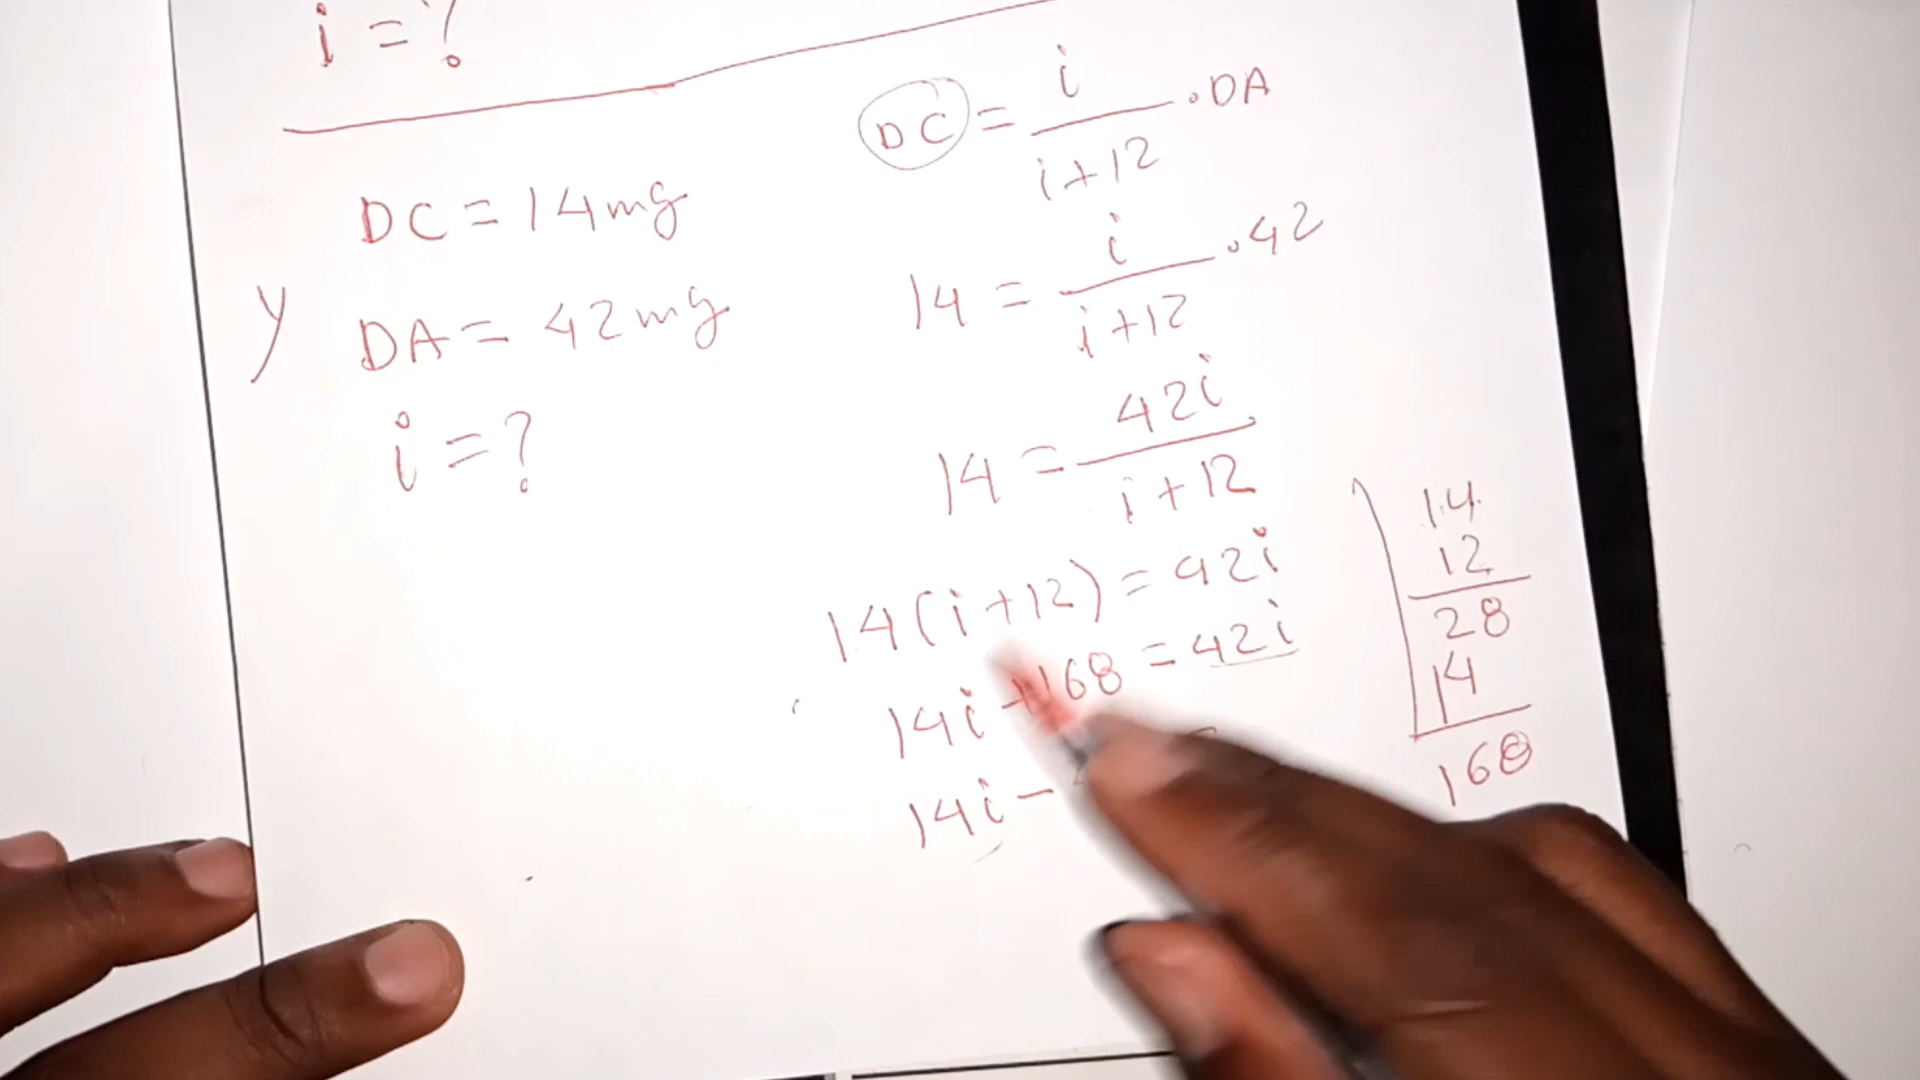 i = ?
DC = i / i+12 . DA
DC = 14mg
y DA = 42mg
i = ?
14 = i / i+12 . 42
14 = 42i / i+12
14(i+12) = 42i
14i + 168 = 42i
14i -
14
12
28
14
168